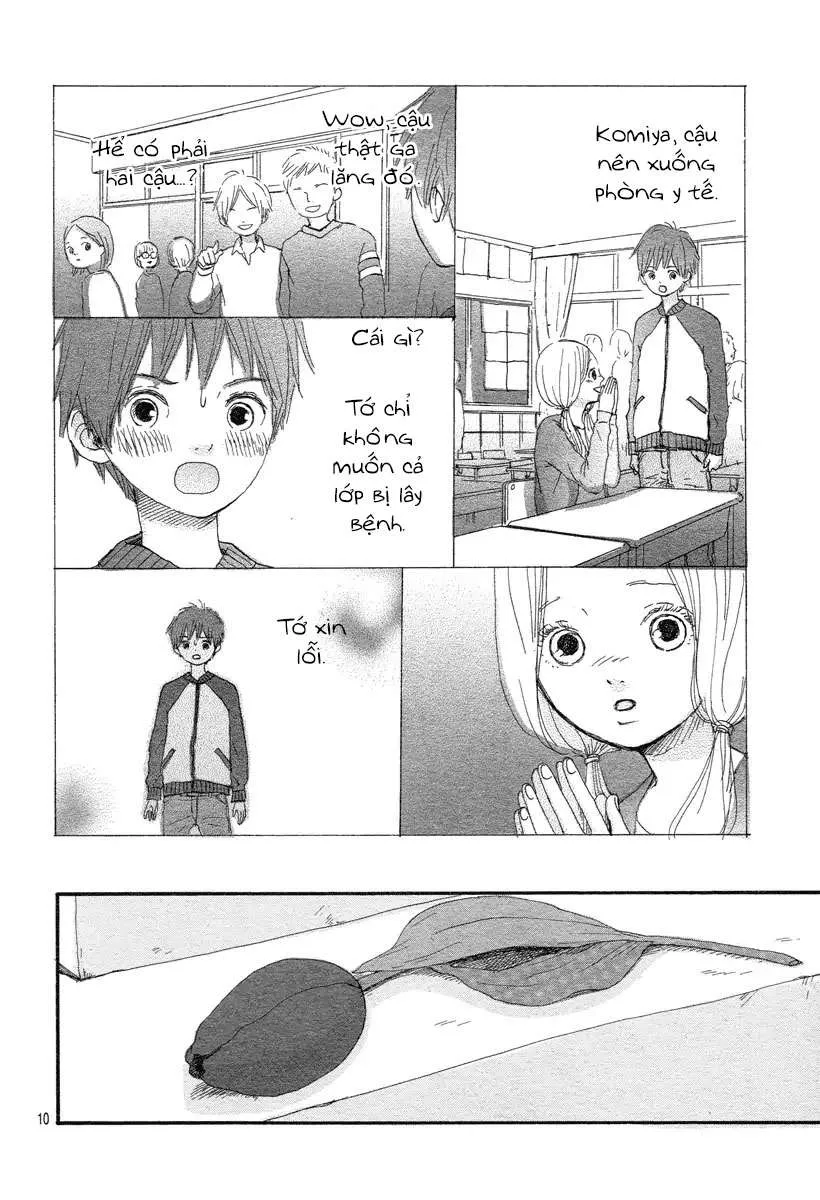 Komiya, cậu
nên xuống
phòng y tế.
Wow, cậu
thật ga
lăng đó.
Hể có phải
hai cậu...?
Cái gì?
Tớ chỉ
không
muốn cả
lớp bị lây
bệnh.
Tớ xin
lỗi.
10